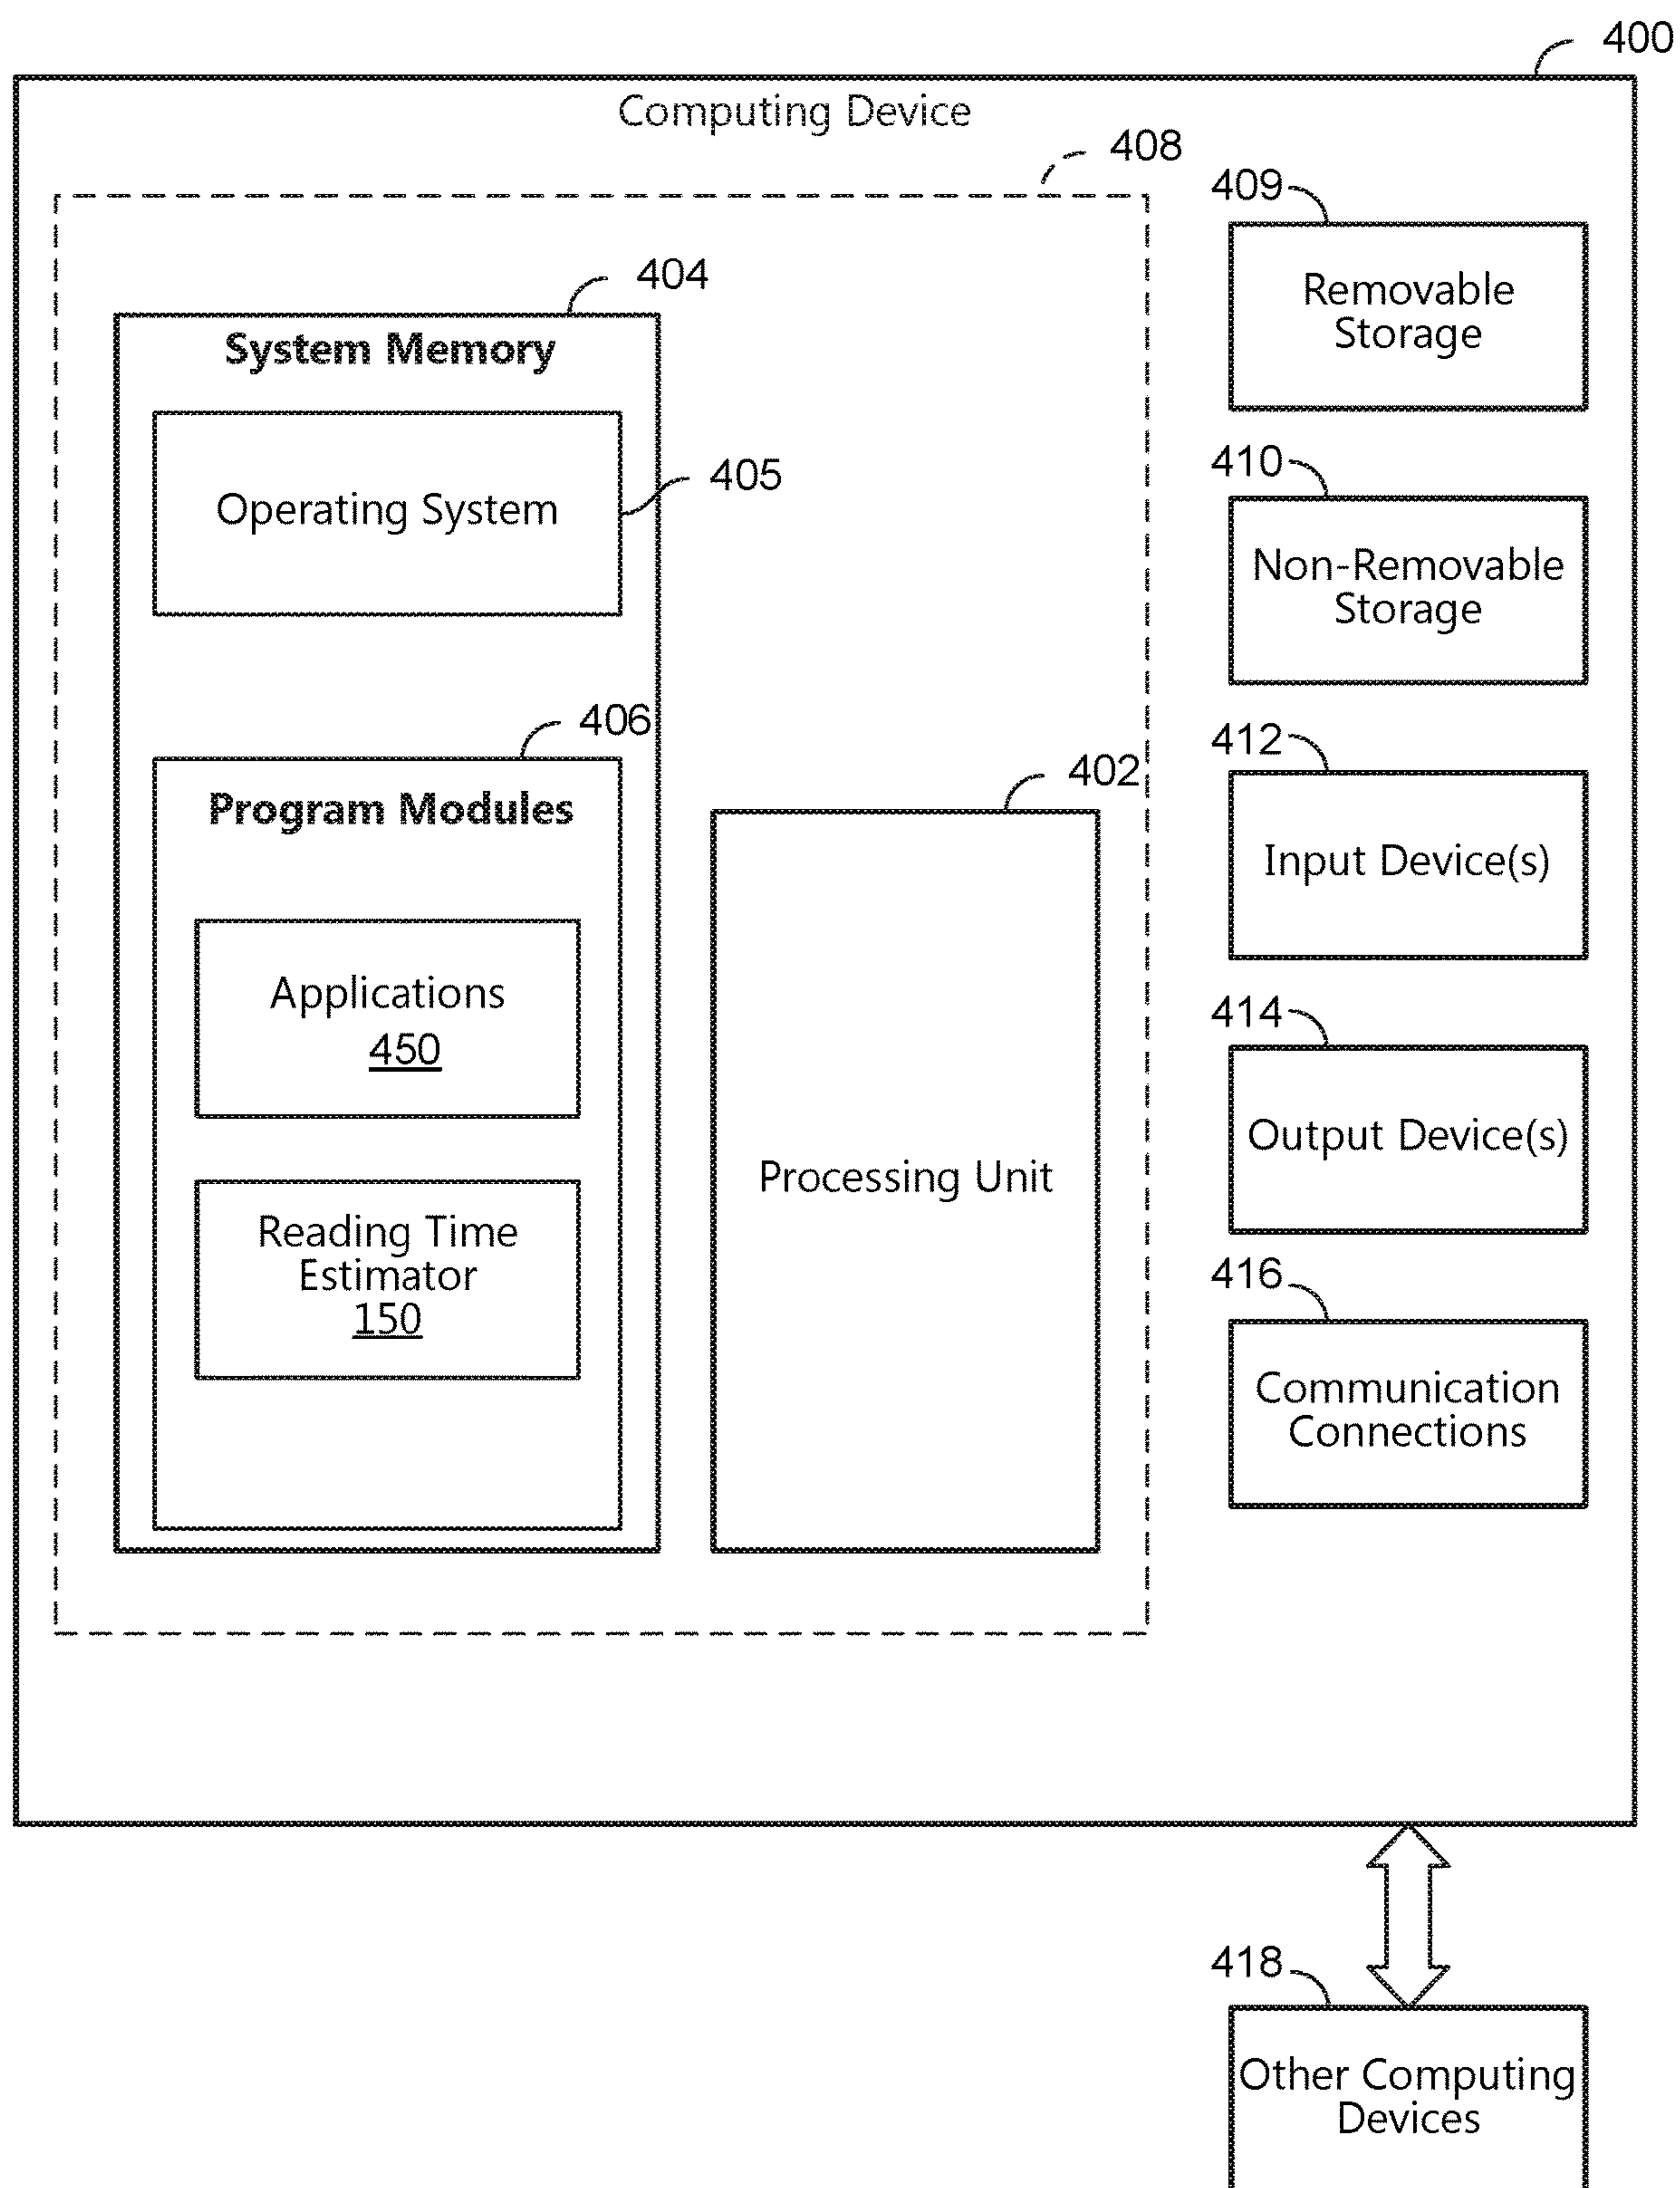 400
Computing Device
408
409
Removable
Storage
404
System Memory
Operating System
405
410
Non-Removable
Storage
406
Program Modules
402
412
Input Device(s)
Applications
450
Processing Unit
414
Output Device(s)
Reading Time
Estimator
150
416
Communication
Connections
418
Other Computing
Devices